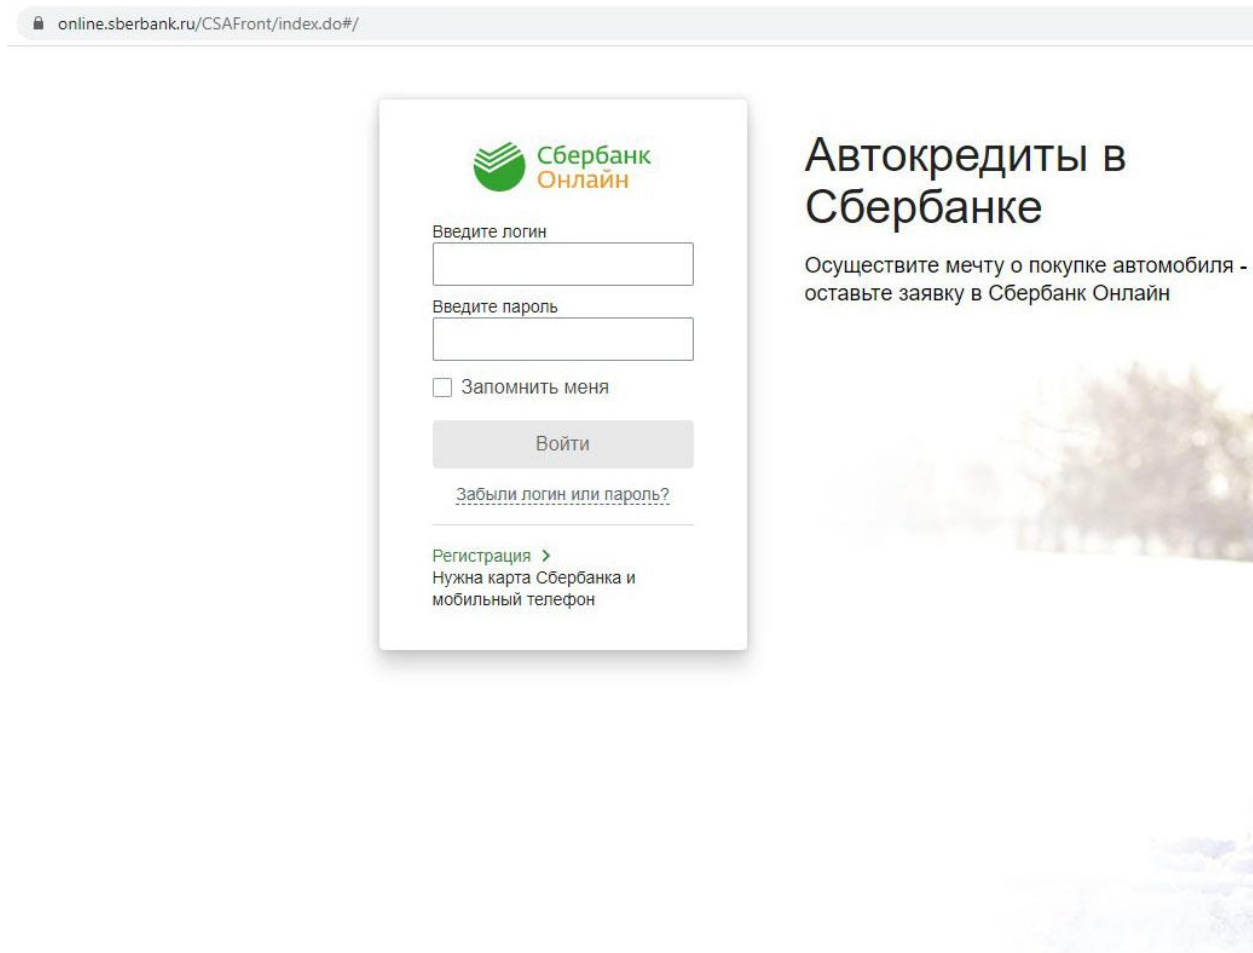 online.sberbank.ru/CSAFront/index.do#/
Сбербанк
Онлайн
Введите логин
Введите пароль
Запомнить меня
Войти
Забыли логин или пароль?
Регистрация >
Нужна карта Сбербанка и
мобильный телефон
Автокредиты в
Сбербанке
Осуществите мечту о покупке автомобиля -
оставьте заявку в Сбербанк Онлайн